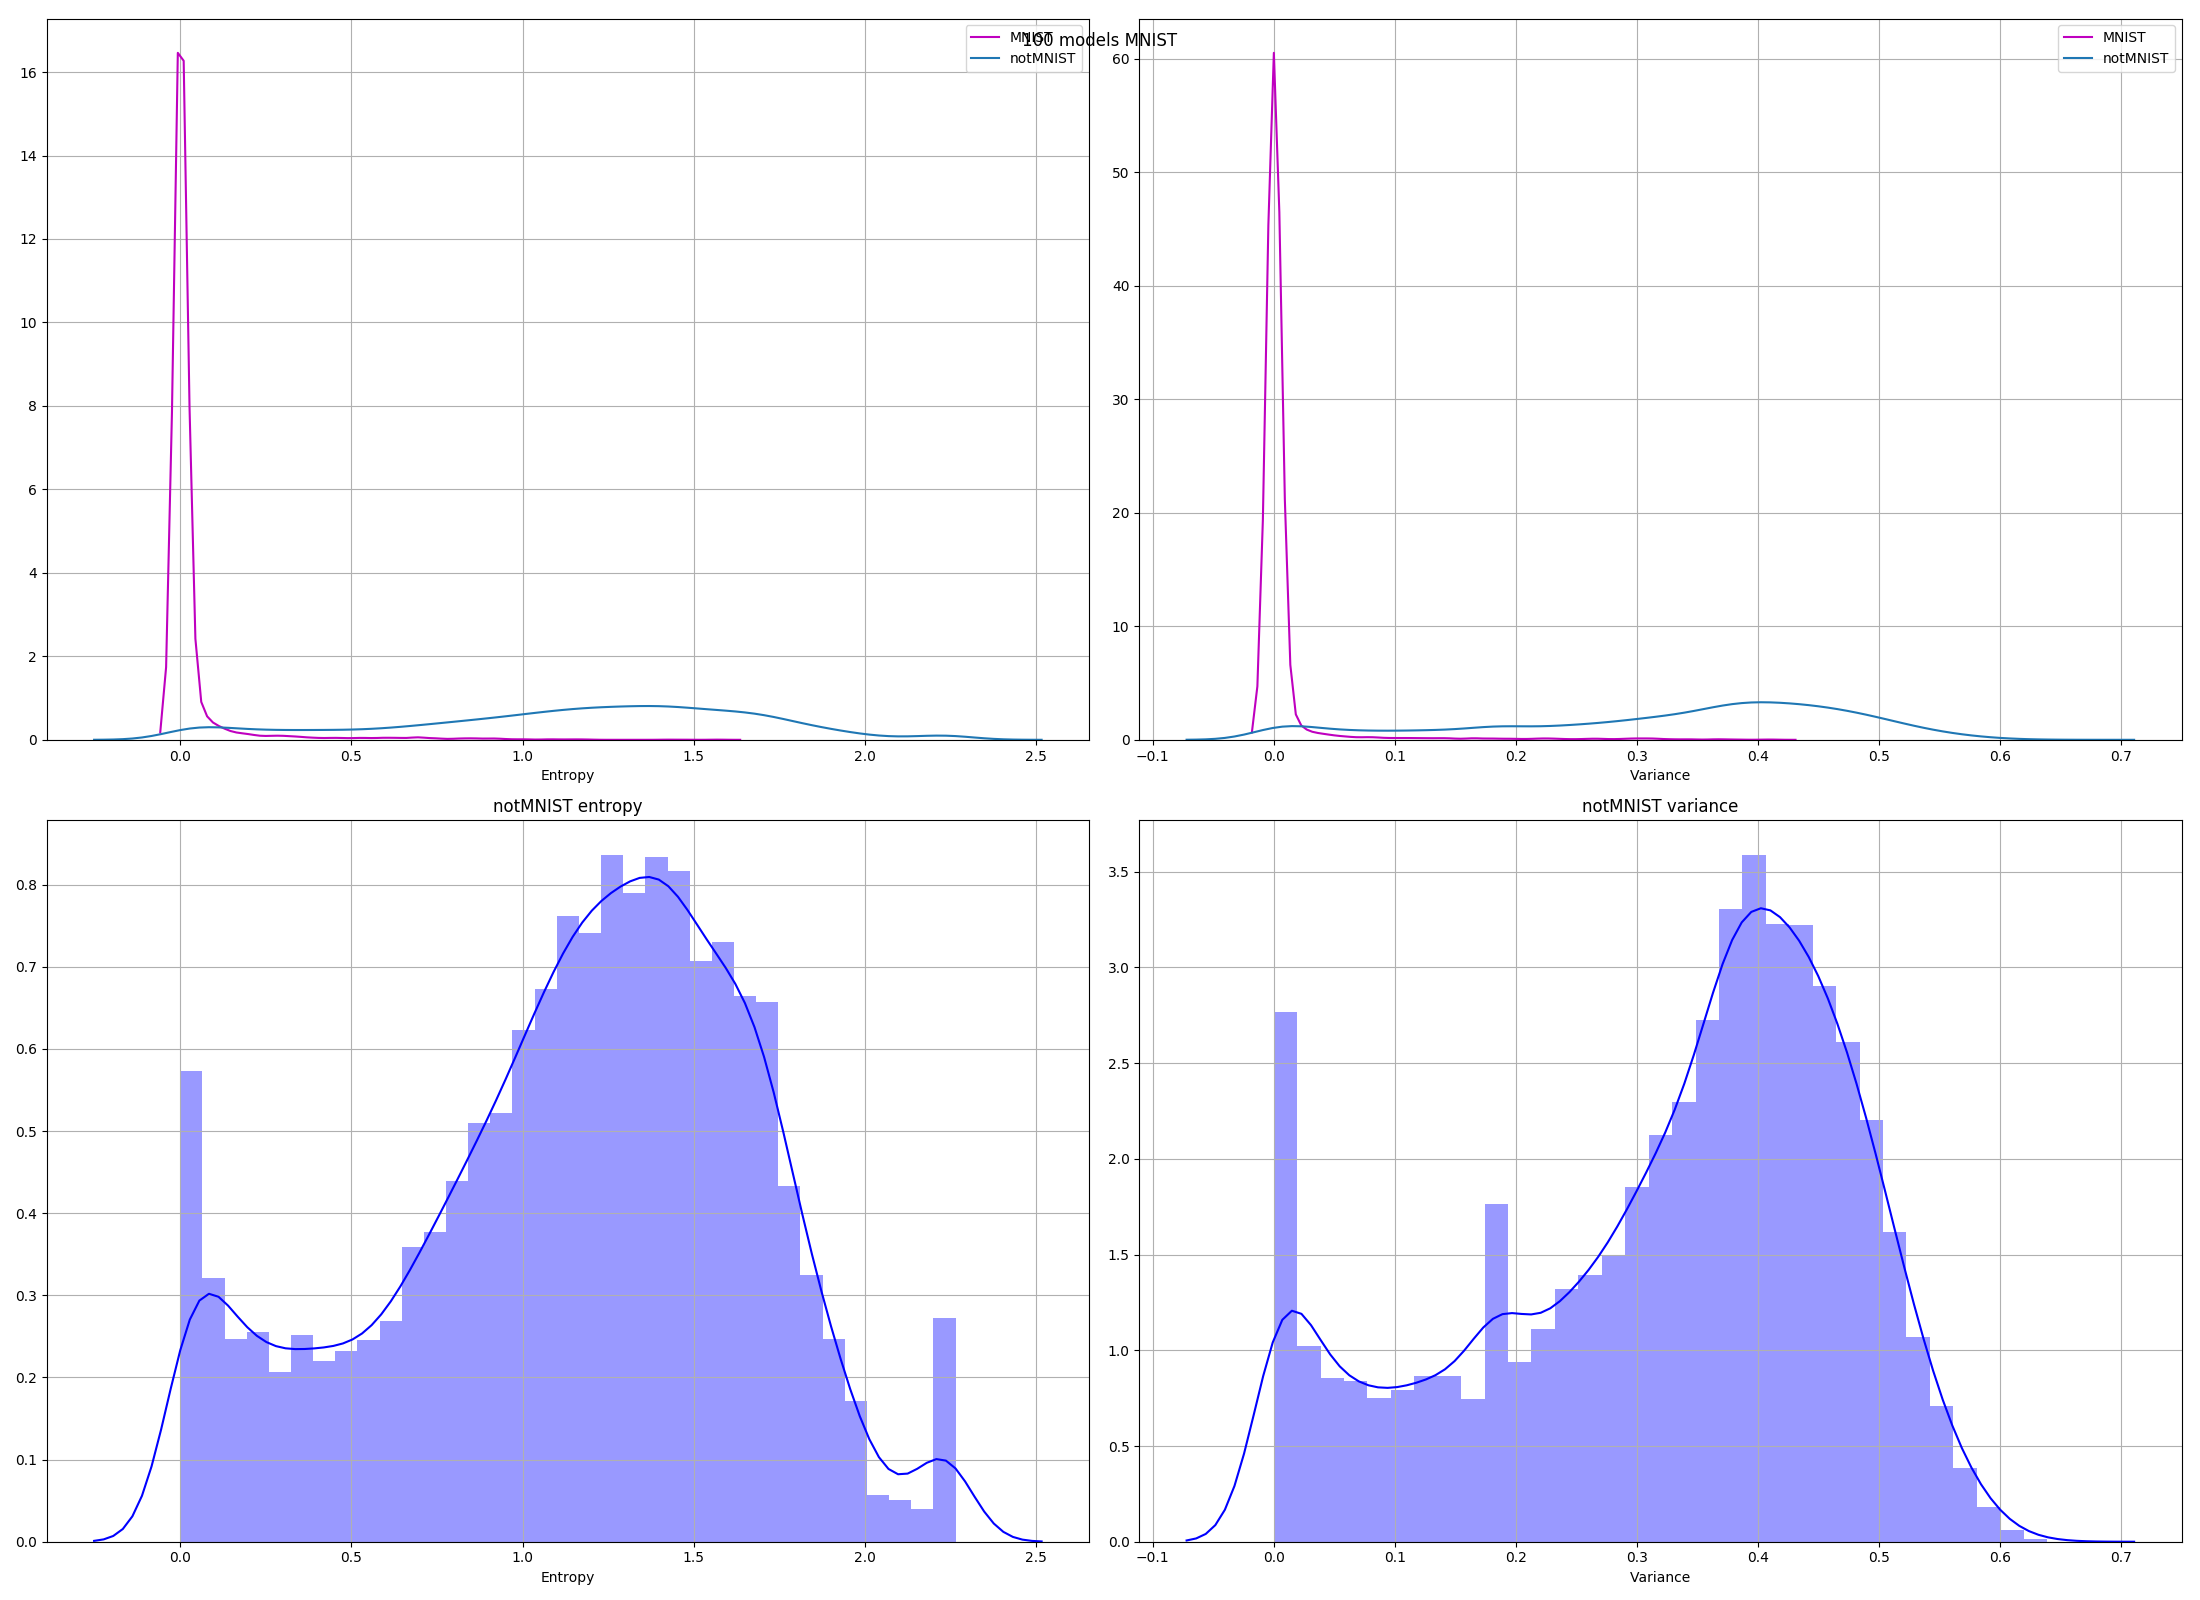 100 models MNIST
MNIST
notMNIST
16
14
12
10
8
6
4
2
0
0.0 0.5 1.0 1.5 2.0 2.5
Entropy
MNIST
notMNIST
60
50
40
30
20
10
0
−0.1 0.0 0.1 0.2 0.3 0.4 0.5 0.6 0.7
Variance
notMNIST entropy
0.8
0.7
0.6
0.5
0.4
0.3
0.2
0.1
0.0
0.0 0.5 1.0 1.5 2.0 2.5
Entropy
notMNIST variance
3.5
3.0
2.5
2.0
1.5
1.0
0.5
0.0
−0.1 0.0 0.1 0.2 0.3 0.4 0.5 0.6 0.7
Variance